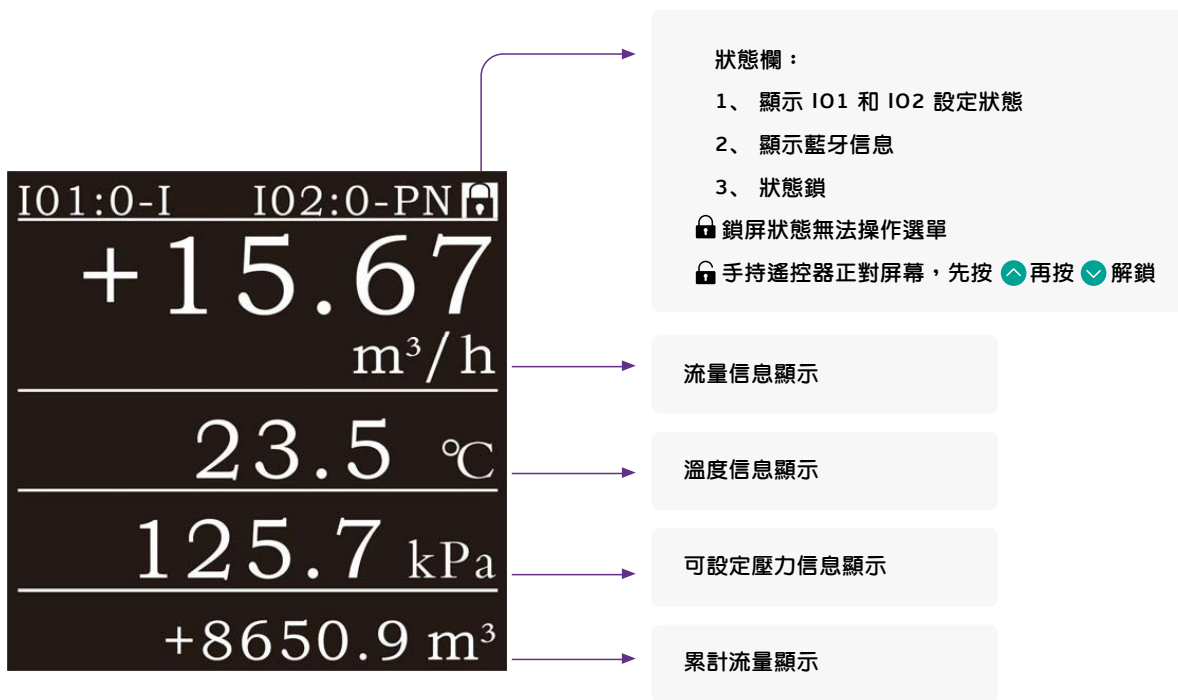 狀態欄：
1、 顯示 IO1 和 IO2 設定狀態
2、 顯示藍牙信息
3、 狀態鎖
鎖屏狀態無法操作選單
手持遙控器正對屏幕，先按 再按 解鎖
IO1:O-I IO2:O-PN
+15.67
m³/h
流量信息顯示
23.5 ℃
溫度信息顯示
125.7 kPa
可設定壓力信息顯示
+8650.9 m³
累計流量顯示